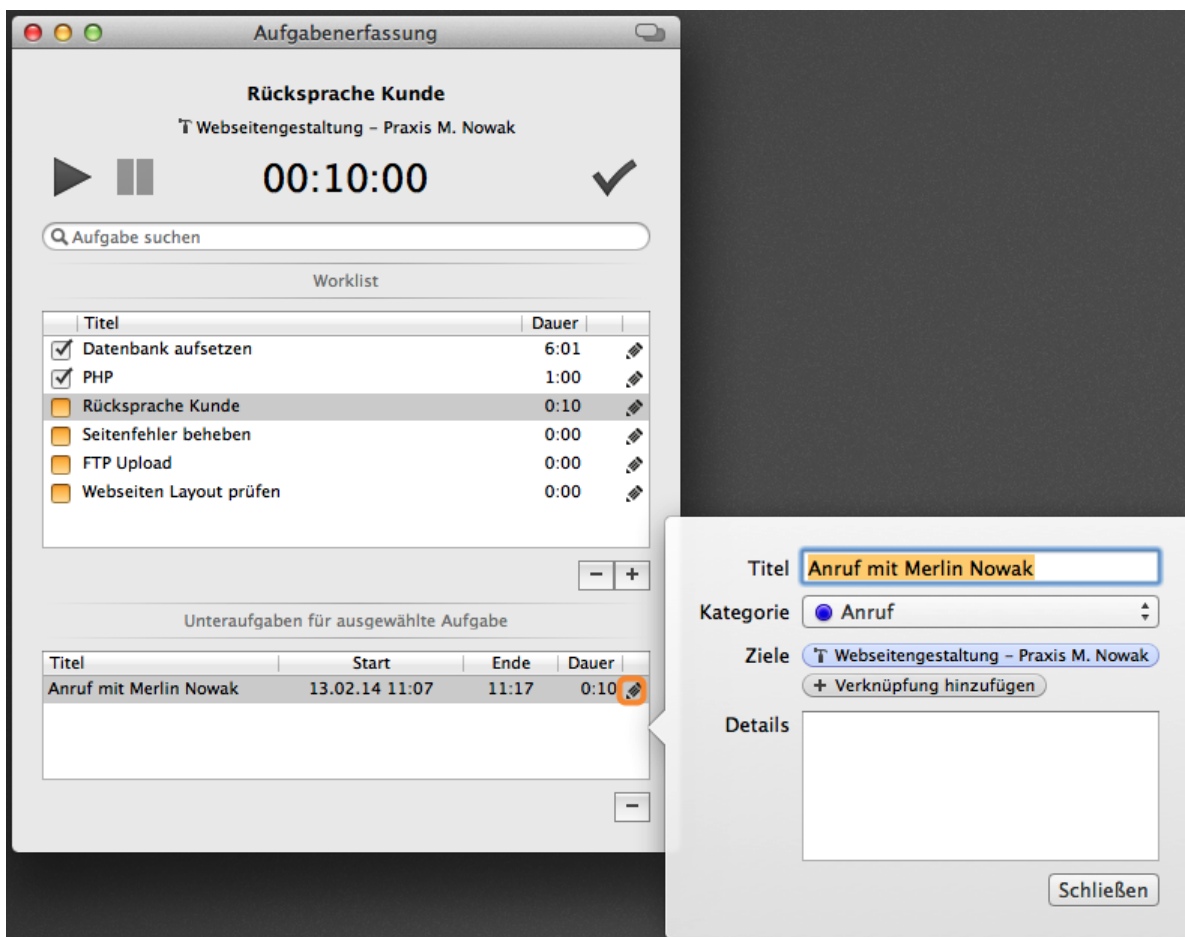 Aufgabenerfassung
Rücksprache Kunde
Webseitengestaltung – Praxis M. Nowak
00:10:00
Aufgabe suchen
Worklist
Titel Dauer
Datenbank aufsetzen 6:01
PHP 1:00
Rücksprache Kunde 0:10
Seitenfehler beheben 0:00
FTP Upload 0:00
Webseiten Layout prüfen 0:00
− +
Unteraufgaben für ausgewählte Aufgabe
Titel Start Ende Dauer
Anruf mit Merlin Nowak 13.02.14 11:07 11:17 0:10
−
Titel Anruf mit Merlin Nowak
Kategorie Anruf
Ziele Webseitengestaltung – Praxis M. Nowak
+ Verknüpfung hinzufügen
Details
Schließen